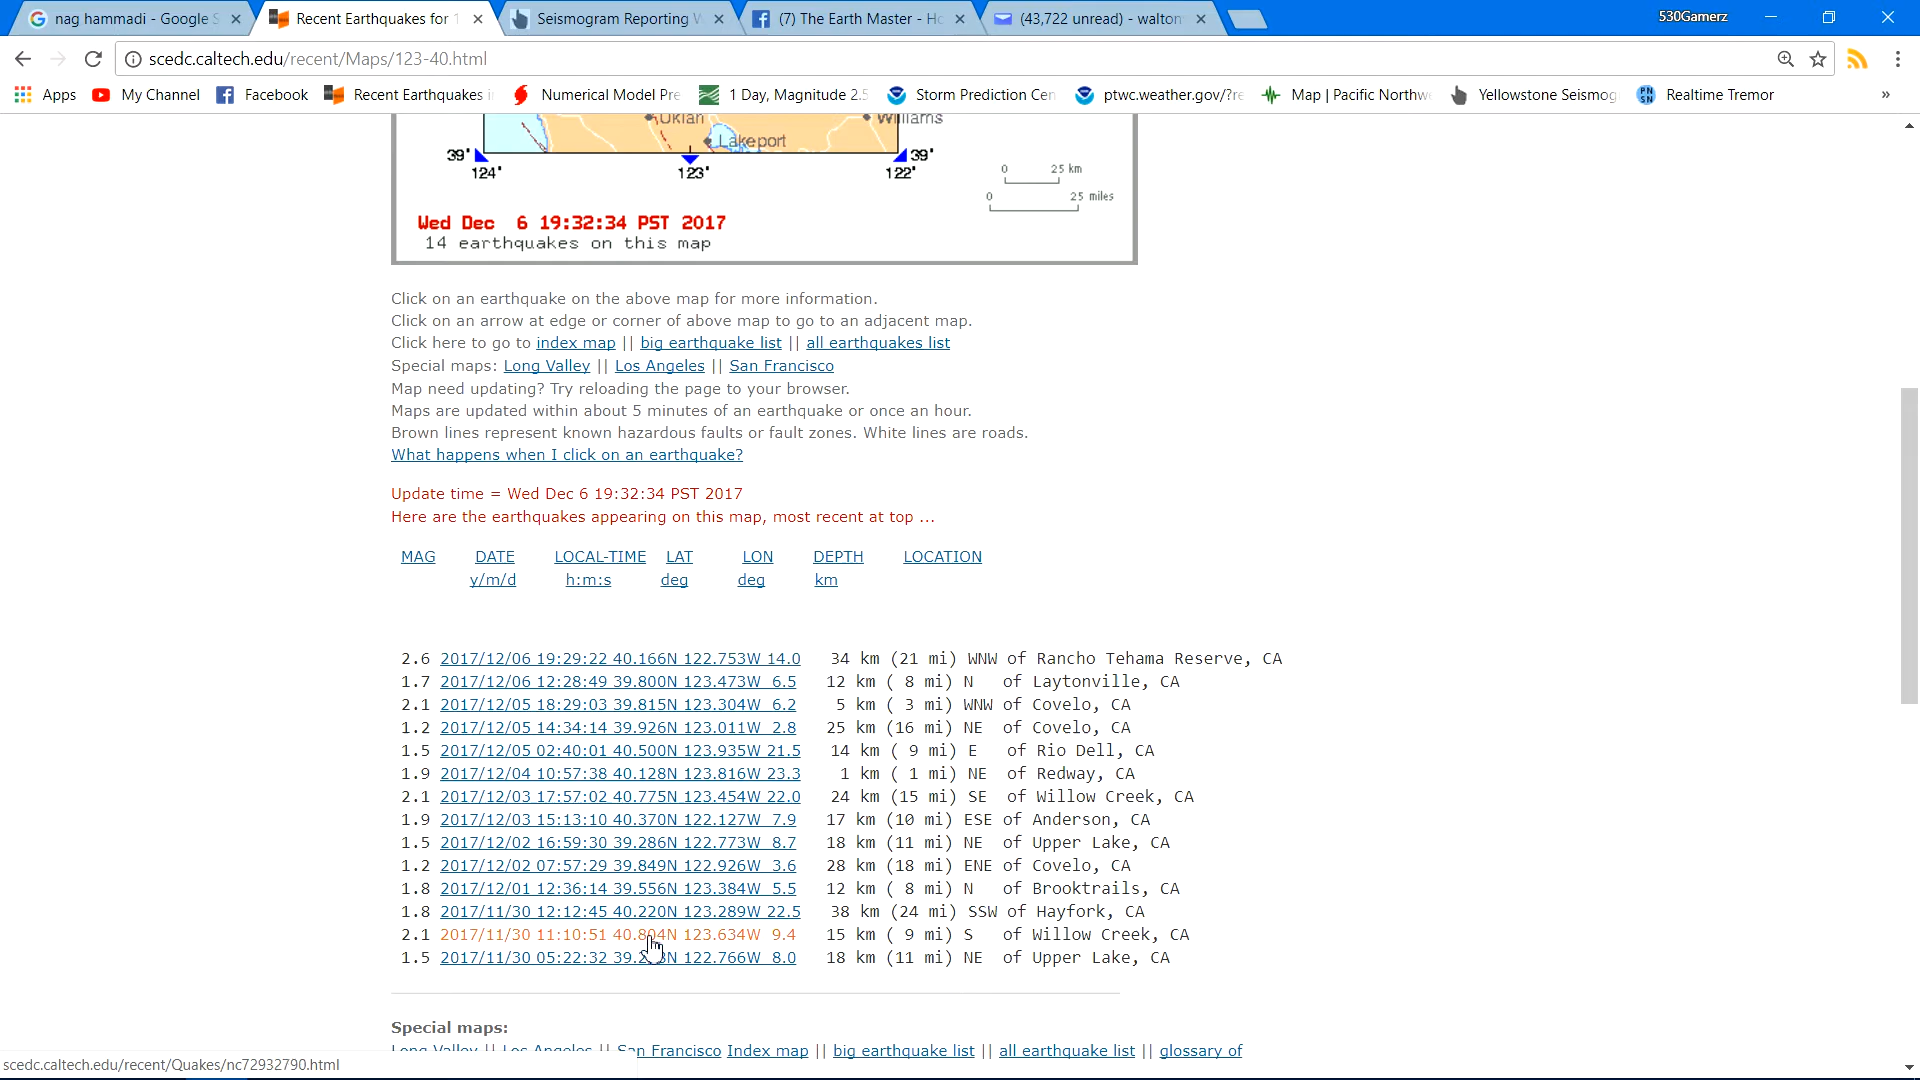 nag hammadi - Google S
Recent Earthquakes for 1
Seismogram Reporting W
(7) The Earth Master - Ho
(43,722 unread) - walton
530Gamerz
scedc.caltech.edu/recent/Maps/123-40.html
Apps
My Channel
Facebook
Recent Earthquakes i
Numerical Model Pre
1 Day, Magnitude 2.5
Storm Prediction Cen
ptwc.weather.gov/?re
Map | Pacific Northw
Yellowstone Seismog
PNSN
Realtime Tremor
»
Ukiah
Williams
Lakeport
39'
39'
124'
123'
122'
0 25 km
0 25 miles
Wed Dec 6 19:32:34 PST 2017
14 earthquakes on this map
Click on an earthquake on the above map for more information.
Click on an arrow at edge or corner of above map to go to an adjacent map.
Click here to go to index map || big earthquake list || all earthquakes list
Special maps: Long Valley || Los Angeles || San Francisco
Map need updating? Try reloading the page to your browser.
Maps are updated within about 5 minutes of an earthquake or once an hour.
Brown lines represent known hazardous faults or fault zones. White lines are roads.
What happens when I click on an earthquake?
Update time = Wed Dec 6 19:32:34 PST 2017
Here are the earthquakes appearing on this map, most recent at top ...
MAG DATE LOCAL-TIME LAT LON DEPTH LOCATION
y/m/d h:m:s deg deg km
2.6 2017/12/06 19:29:22 40.166N 122.753W 14.0 34 km (21 mi) WNW of Rancho Tehama Reserve, CA
1.7 2017/12/06 12:28:49 39.800N 123.473W 6.5 12 km ( 8 mi) N of Laytonville, CA
2.1 2017/12/05 18:29:03 39.815N 123.304W 6.2 5 km ( 3 mi) WNW of Covelo, CA
1.2 2017/12/05 14:34:14 39.926N 123.011W 2.8 25 km (16 mi) NE of Covelo, CA
1.5 2017/12/05 02:40:01 40.500N 123.935W 21.5 14 km ( 9 mi) E of Rio Dell, CA
1.9 2017/12/04 10:57:38 40.128N 123.816W 23.3 1 km ( 1 mi) NE of Redway, CA
2.1 2017/12/03 17:57:02 40.775N 123.454W 22.0 24 km (15 mi) SE of Willow Creek, CA
1.9 2017/12/03 15:13:10 40.370N 122.127W 7.9 17 km (10 mi) ESE of Anderson, CA
1.5 2017/12/02 16:59:30 39.286N 122.773W 8.7 18 km (11 mi) NE of Upper Lake, CA
1.2 2017/12/02 07:57:29 39.849N 122.926W 3.6 28 km (18 mi) ENE of Covelo, CA
1.8 2017/12/01 12:36:14 39.556N 123.384W 5.5 12 km ( 8 mi) N of Brooktrails, CA
1.8 2017/11/30 12:12:45 40.220N 123.289W 22.5 38 km (24 mi) SSW of Hayfork, CA
2.1 2017/11/30 11:10:51 40.804N 123.634W 9.4 15 km ( 9 mi) S of Willow Creek, CA
1.5 2017/11/30 05:22:32 122.766W 8.0 18 km (11 mi) NE of Upper Lake, CA
Special maps:
Long Valley || Los Angeles || San Francisco Index map || big earthquake list || all earthquake list || glossary of
scedc.caltech.edu/recent/Quakes/nc72932790.html